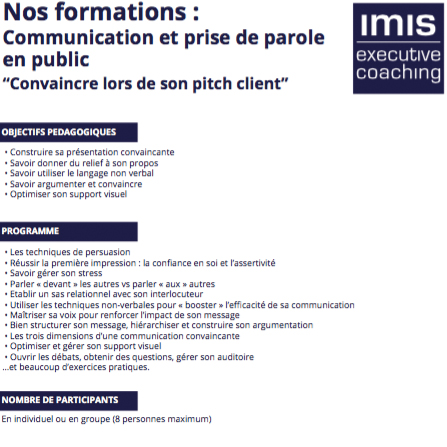 Nos formations :
Communication et prise de parole
en public
“Convaincre lors de son pitch client”
imis
executive
coaching
OBJECTIFS PEDAGOGIQUES
• Construire sa présentation convaincante
• Savoir donner du relief à son propos
• Savoir utiliser le langage non verbal
• Savoir argumenter et convaincre
• Optimiser son support visuel
PROGRAMME
• Les techniques de persuasion
• Réussir la première impression : la confiance en soi et l’assertivité
• Savoir gérer son stress
• Parler « devant » les autres vs parler « aux » autres
• Etablir un sas relationnel avec son interlocuteur
• Utiliser les techniques non-verbales pour « booster » l’efficacité de sa communication
• Maîtriser sa voix pour renforcer l’impact de son message
• Bien structurer son message, hiérarchiser et construire son argumentation
• Les trois dimensions d’une communication convaincante
• Optimiser et gérer son support visuel
• Ouvrir les débats, obtenir des questions, gérer son auditoire
...et beaucoup d’exercices pratiques.
NOMBRE DE PARTICIPANTS
En individuel ou en groupe (8 personnes maximum)